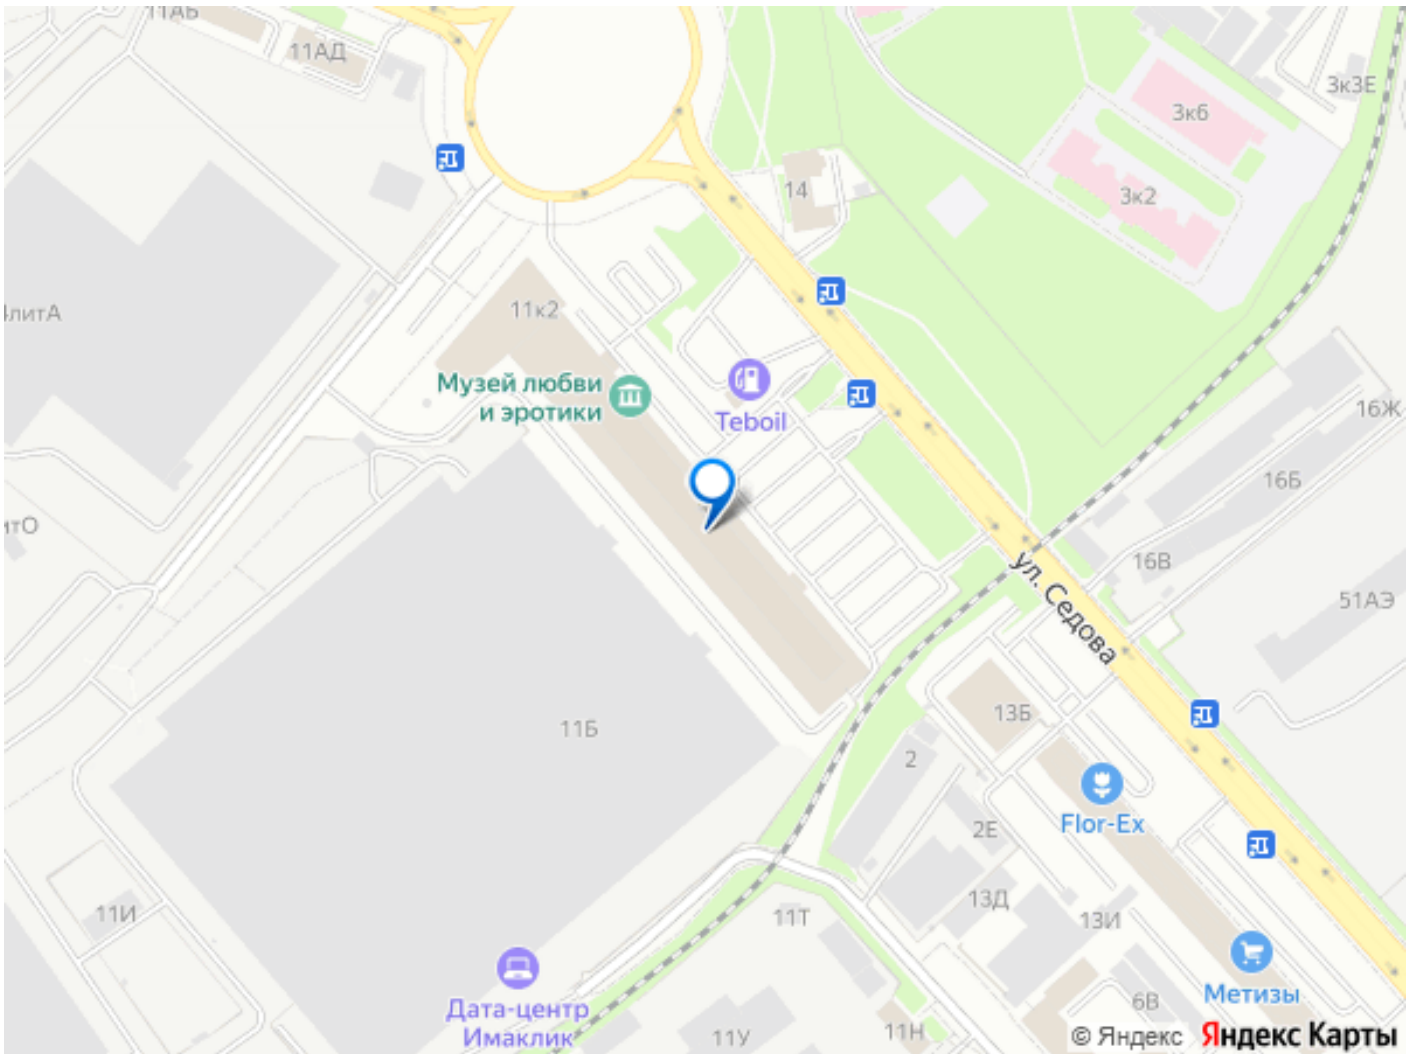 11АБ
11АД
3к3Е
3к6
3к2
14
11к2
Музей любви
и эротики
Teboil
16Ж
16Б
16В
51АЭ
ул. Седова
13Б
11Б
2
Flor-Ex
2Е
13Д
13И
11И
11Т
Метизы
6В
Дата-центр
Имаклик
11У
11Н
© Яндекс Яндекс Карты